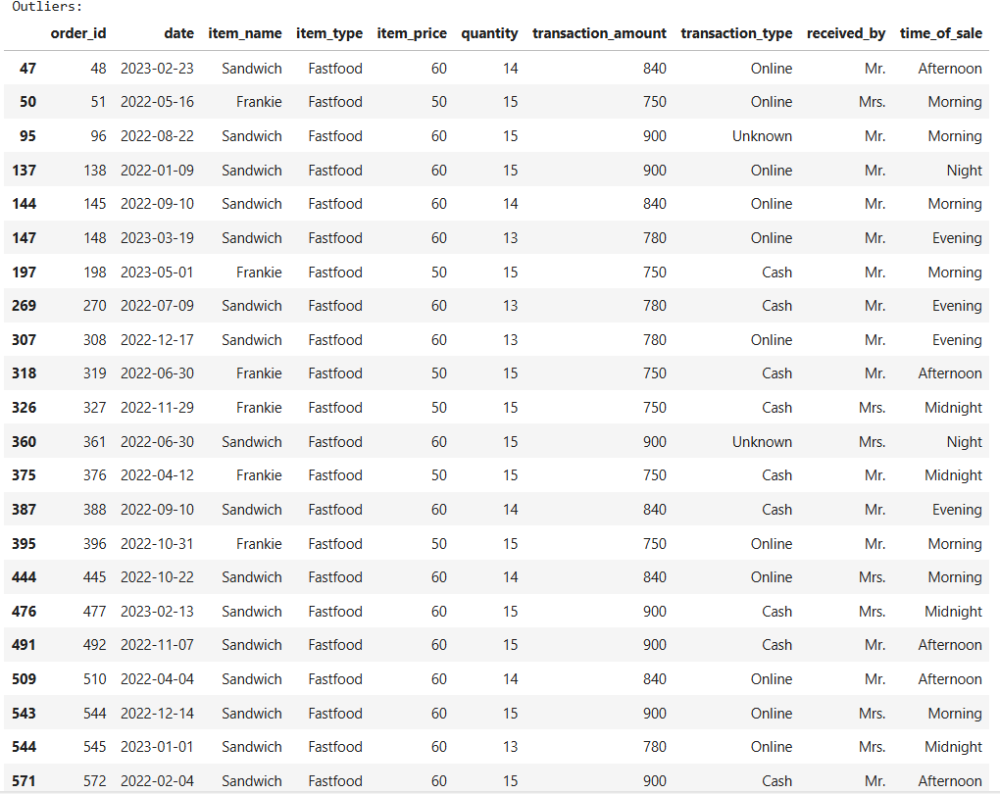 Outliers:
order_id date item_name item_type item_price quantity transaction_amount transaction_type received_by time_of_sale
47 48 2023-02-23 Sandwich Fastfood 60 14 840 Online Mr. Afternoon
50 51 2022-05-16 Frankie Fastfood 50 15 750 Online Mrs. Morning
95 96 2022-08-22 Sandwich Fastfood 60 15 900 Unknown Mr. Morning
137 138 2022-01-09 Sandwich Fastfood 60 15 900 Online Mr. Night
144 145 2022-09-10 Sandwich Fastfood 60 14 840 Online Mr. Morning
147 148 2023-03-19 Sandwich Fastfood 60 13 780 Online Mr. Evening
197 198 2023-05-01 Frankie Fastfood 50 15 750 Cash Mr. Morning
269 270 2022-07-09 Sandwich Fastfood 60 13 780 Cash Mr. Evening
307 308 2022-12-17 Sandwich Fastfood 60 13 780 Online Mr. Evening
318 319 2022-06-30 Frankie Fastfood 50 15 750 Cash Mr. Afternoon
326 327 2022-11-29 Frankie Fastfood 50 15 750 Cash Mrs. Midnight
360 361 2022-06-30 Sandwich Fastfood 60 15 900 Unknown Mrs. Night
375 376 2022-04-12 Frankie Fastfood 50 15 750 Cash Mr. Midnight
387 388 2022-09-10 Sandwich Fastfood 60 14 840 Cash Mr. Evening
395 396 2022-10-31 Frankie Fastfood 50 15 750 Online Mr. Morning
444 445 2022-10-22 Sandwich Fastfood 60 14 840 Online Mrs. Morning
476 477 2023-02-13 Sandwich Fastfood 60 15 900 Cash Mrs. Midnight
491 492 2022-11-07 Sandwich Fastfood 60 15 900 Cash Mr. Afternoon
509 510 2022-04-04 Sandwich Fastfood 60 14 840 Online Mr. Afternoon
543 544 2022-12-14 Sandwich Fastfood 60 15 900 Online Mrs. Morning
544 545 2023-01-01 Sandwich Fastfood 60 13 780 Online Mrs. Midnight
571 572 2022-02-04 Sandwich Fastfood 60 15 900 Cash Mr. Afternoon